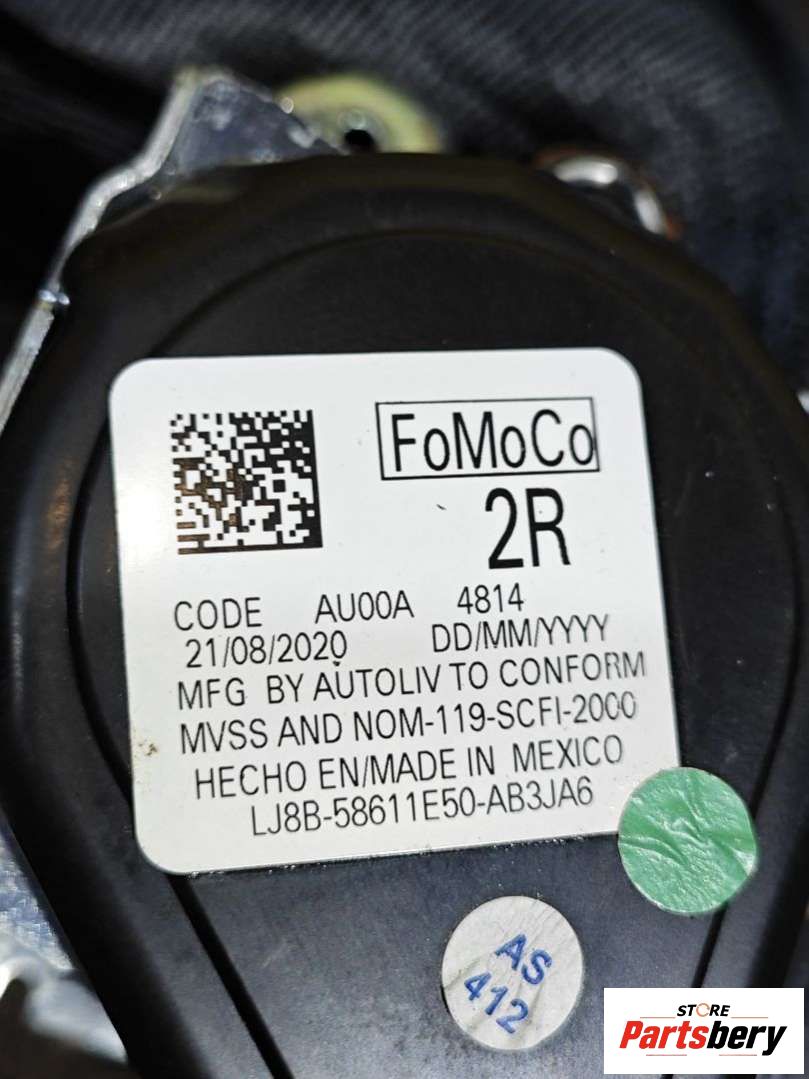 FoMoCo
2R
CODE AU00A 4814
21/08/2020 DD/MM/YYYY
MFG BY AUTOLIV TO CONFORM
MVSS AND NOM-119-SCFI-2000
HECHO EN/MADE IN MEXICO
LJ8B-58611E50-AB3JA6
AS
412
STORE
Partsbery